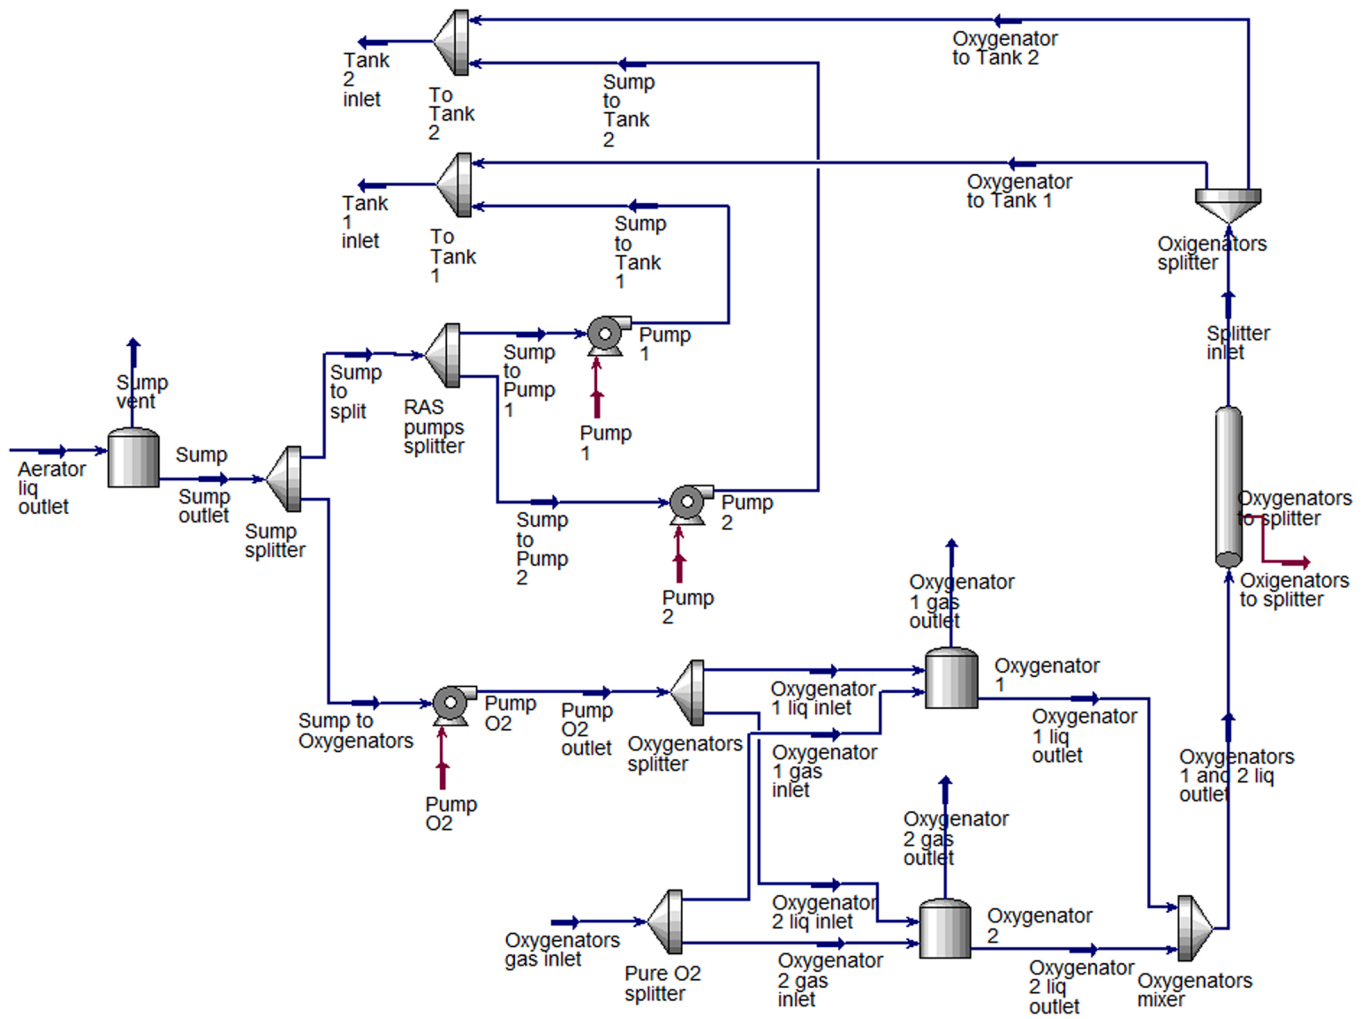 Oxygenator
to Tank 2
Tank
2
inlet
To
Tank
2
Sump
to
Tank
2
Oxygenator
to Tank 1
Tank
1
inlet
To
Tank
1
Sump
to
Tank
1
Oxigenators
splitter
Splitter
inlet
Pump
1
Sump
to
Pump
1
Sump
to
split
RAS
pumps
splitter
Pump
1
Sump
vent
Aerator
liq
outlet
Sump
Sump
outlet
Sump
splitter
Pump
2
Sump
to
Pump
2
Pump
2
Oxygenators
to splitter
Oxigenators
to splitter
Oxygenator
1 gas
outlet
Oxygenator
1
Oxygenator
1 liq inlet
Oxygenator
1 liq
outlet
Sump to
Oxygenators
Pump
O2
Pump
O2
outlet
Oxygenators
splitter
Oxygenator
1 gas
inlet
Oxygenators
1 and 2 liq
outlet
Pump
O2
Oxygenator
2 gas
outlet
Oxygenator
2 liq inlet
Oxygenator
2
Oxygenators
gas inlet
Pure O2
splitter
Oxygenator
2 gas
inlet
Oxygenator
2 liq
outlet
Oxygenators
mixer